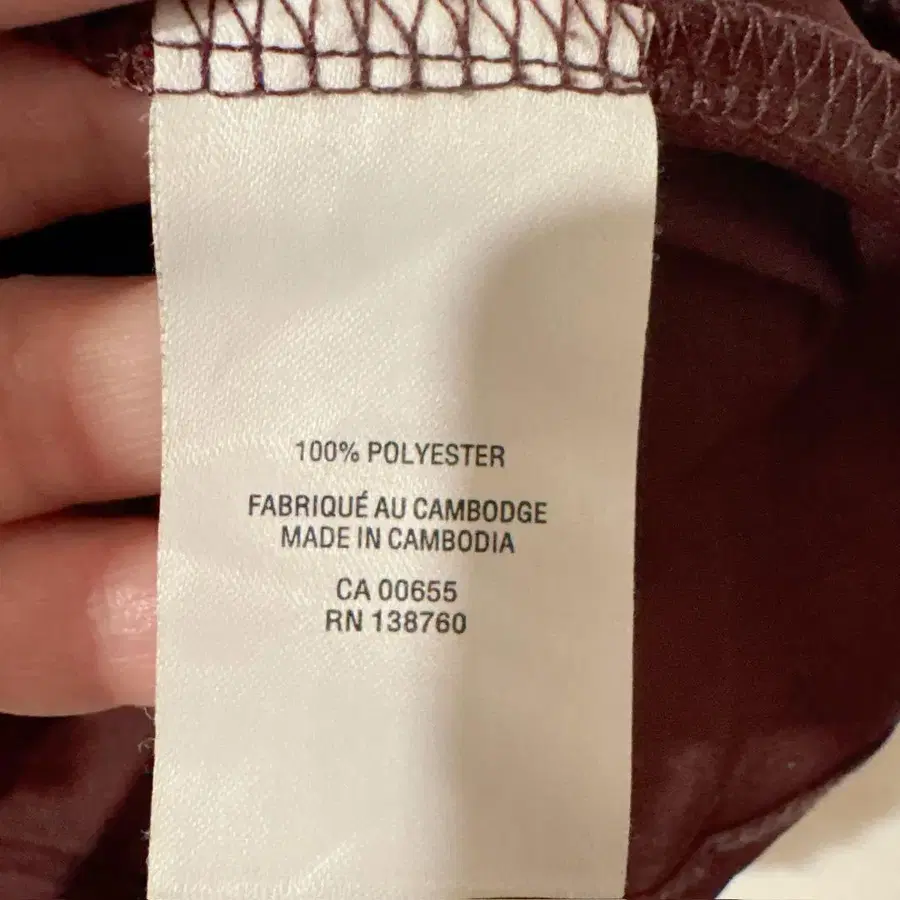 100% POLYESTER
FABRIQUÉ AU CAMBODGE
MADE IN CAMBODIA
CA 00655
RN 138760